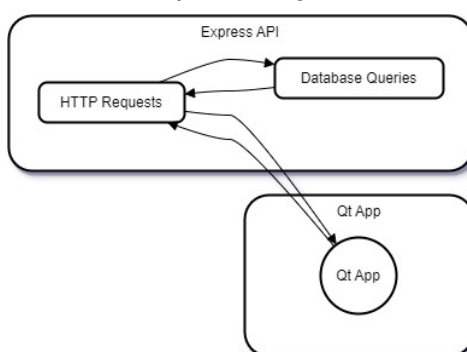 Express API
Database Queries
HTTP Requests
Qt App
Qt App